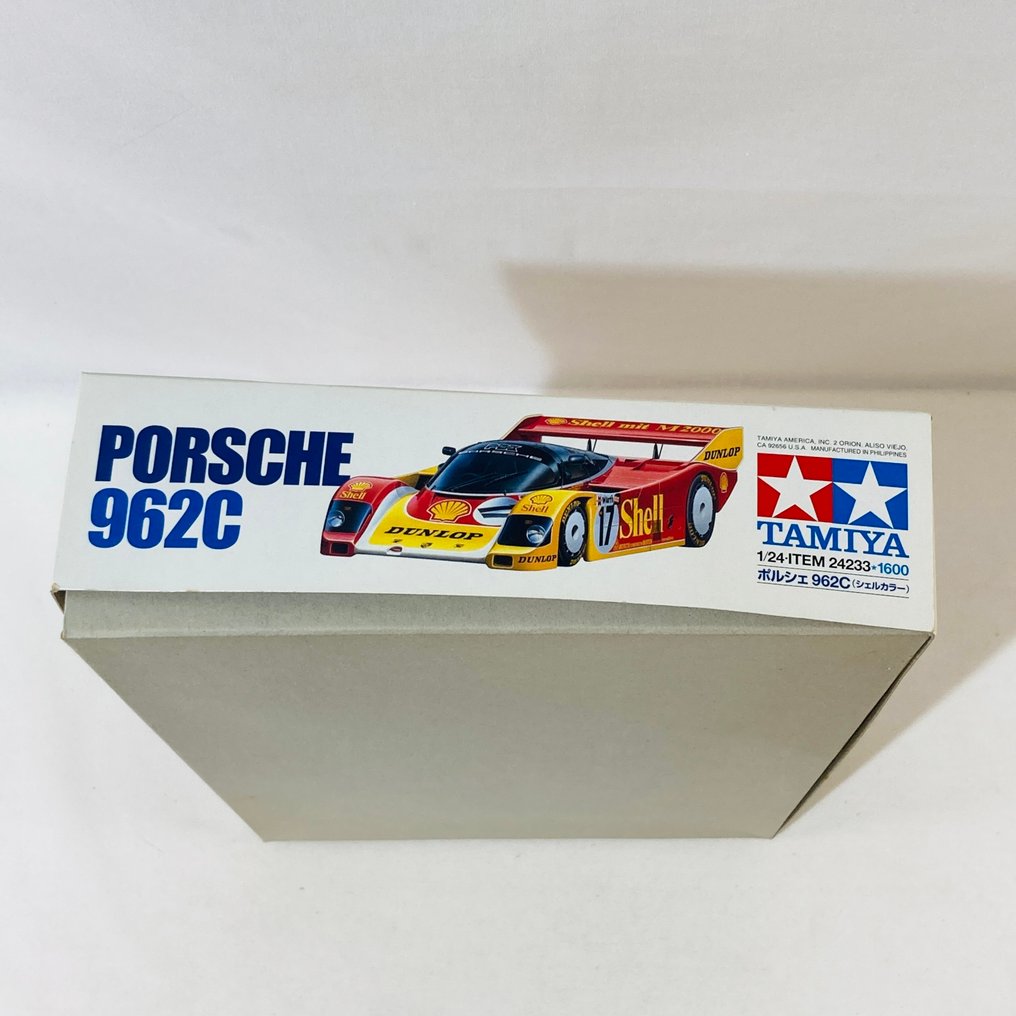 PORSCHE
962C
Shell mit M 2000
DUNLOP
PORSCHE
Shell
Shell
DUNLOP
17
Shell
DUNLOP
TAMIYA AMERICA, INC. 2 ORION, ALISO VIEJO
CA 92656 U.S.A. MANUFACTURED IN PHILIPPINES
TAMIYA
1/24·ITEM 24233★1600
ポルシェ 962C(シェルカラー)